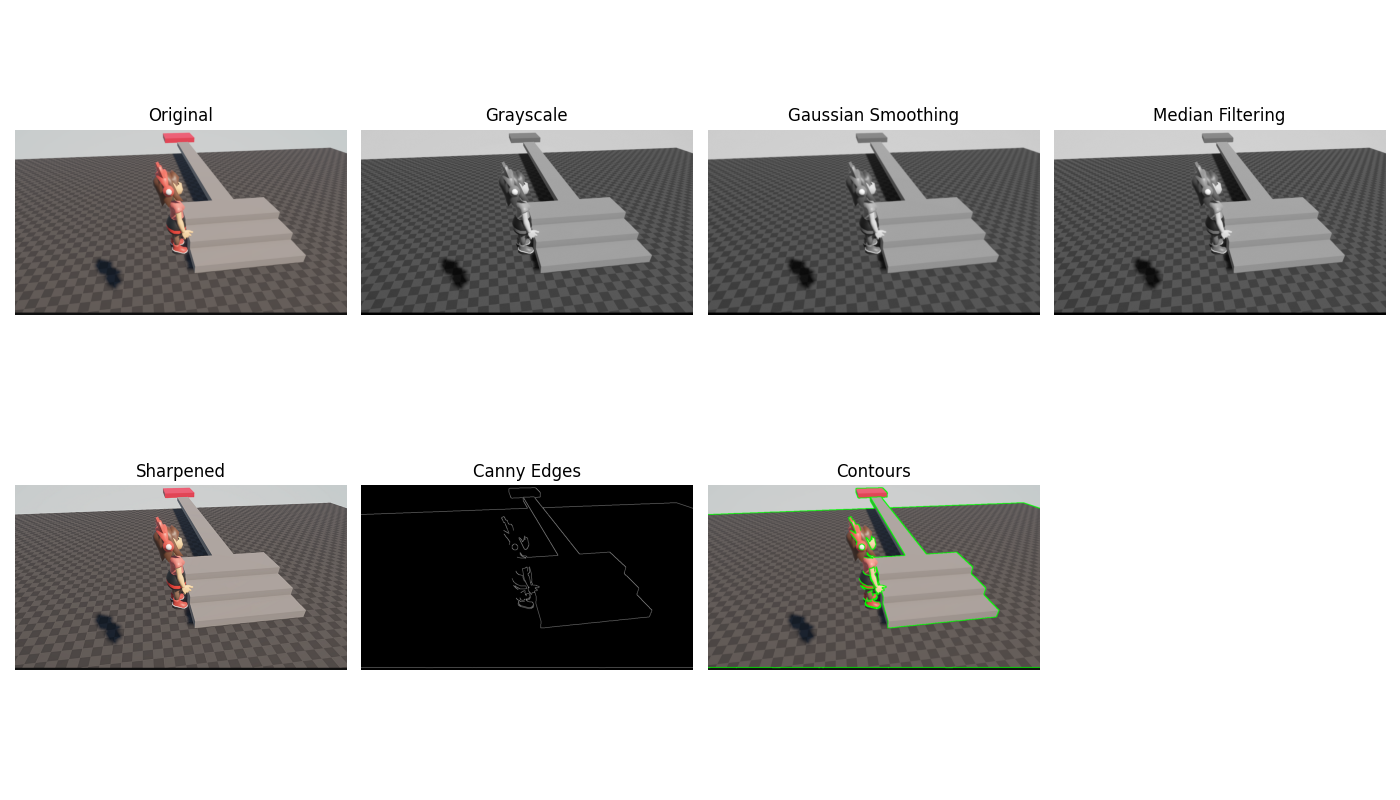 Original
Grayscale
Gaussian Smoothing
Median Filtering
Sharpened
Canny Edges
Contours